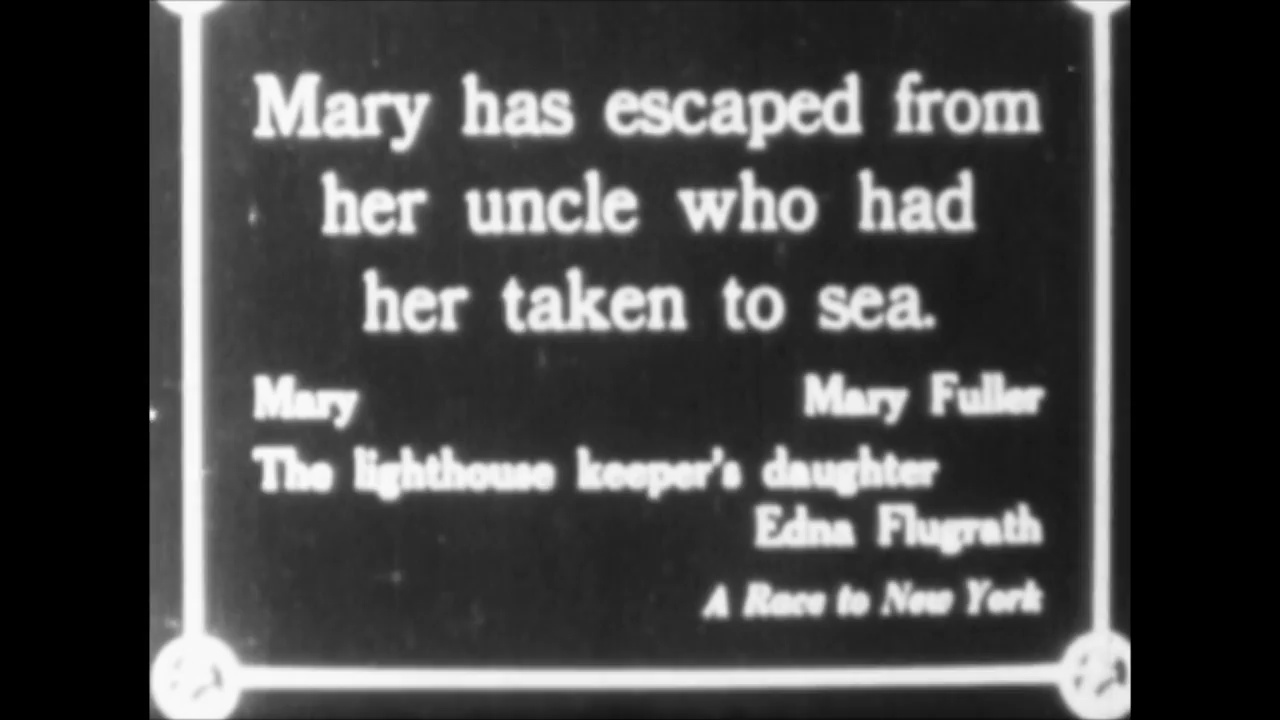 Mary has escaped from
her uncle who had
her taken to sea.
Mary Mary Fuller
The lighthouse keeper's daughter
Edna Flugrath
A Race to New York